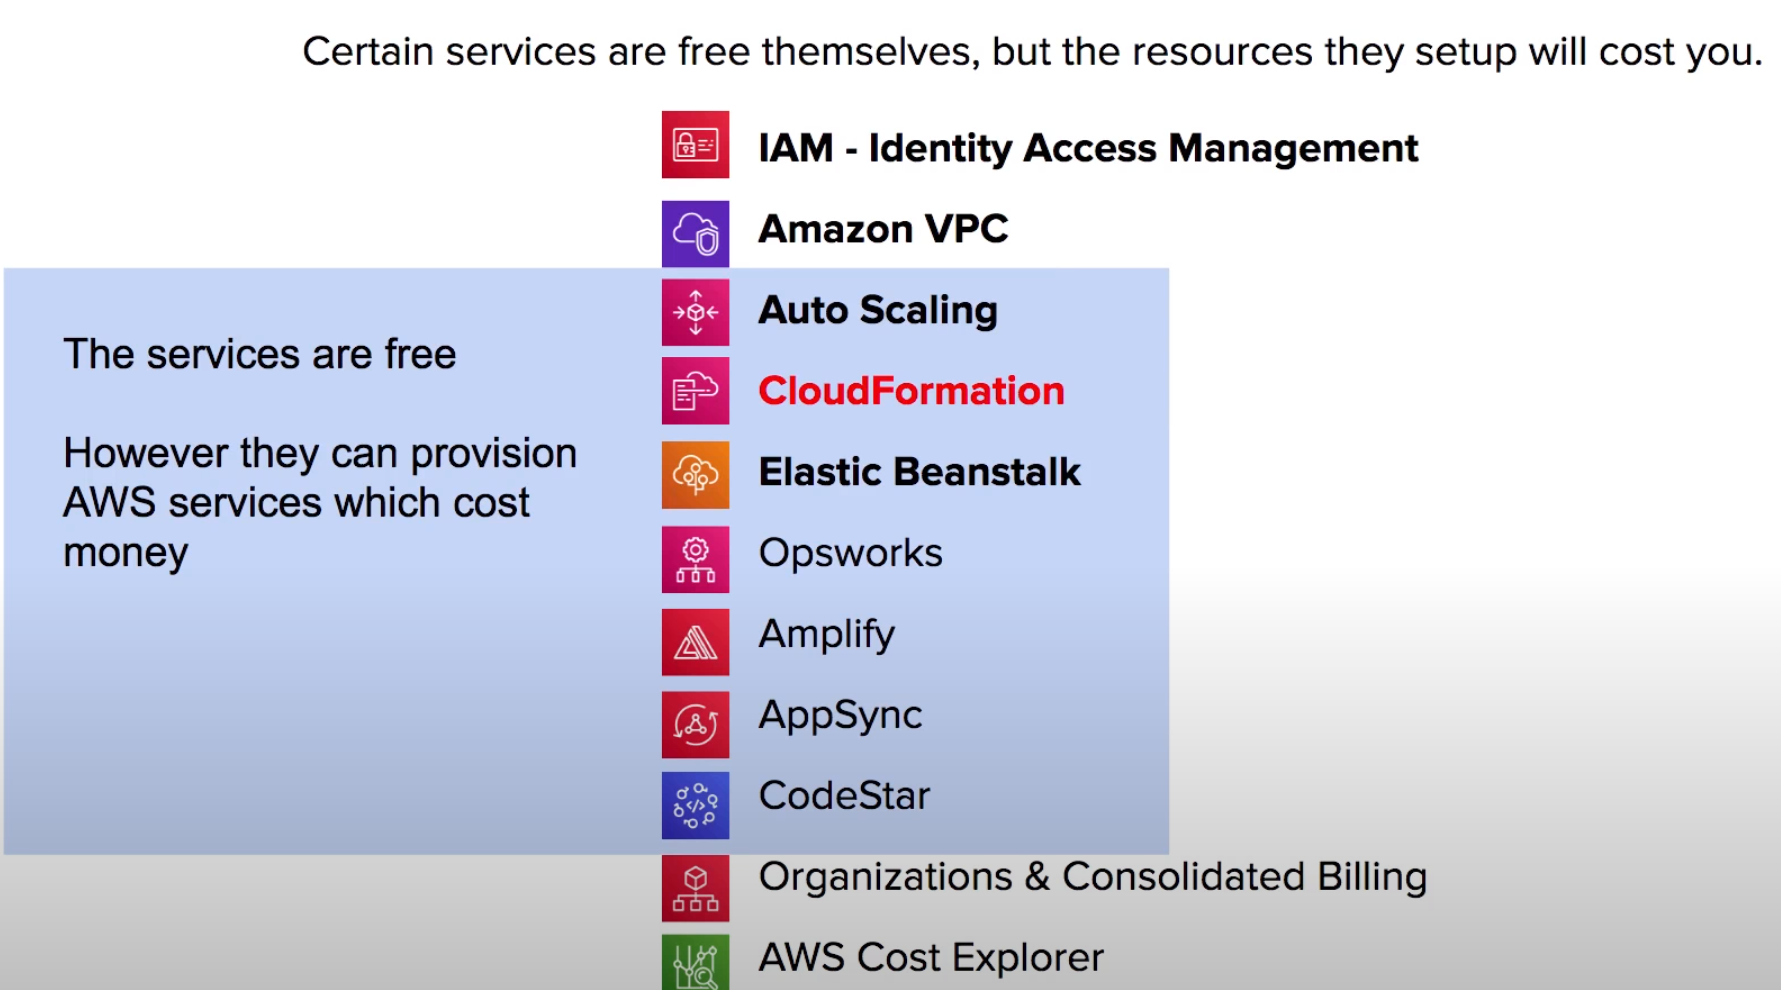 Certain services are free themselves, but the resources they setup will cost you.
IAM - Identity Access Management
Amazon VPC
The services are free
However they can provision
AWS services which cost
money
Auto Scaling
CloudFormation
Elastic Beanstalk
Opsworks
Amplify
AppSync
CodeStar
Organizations & Consolidated Billing
AWS Cost Explorer